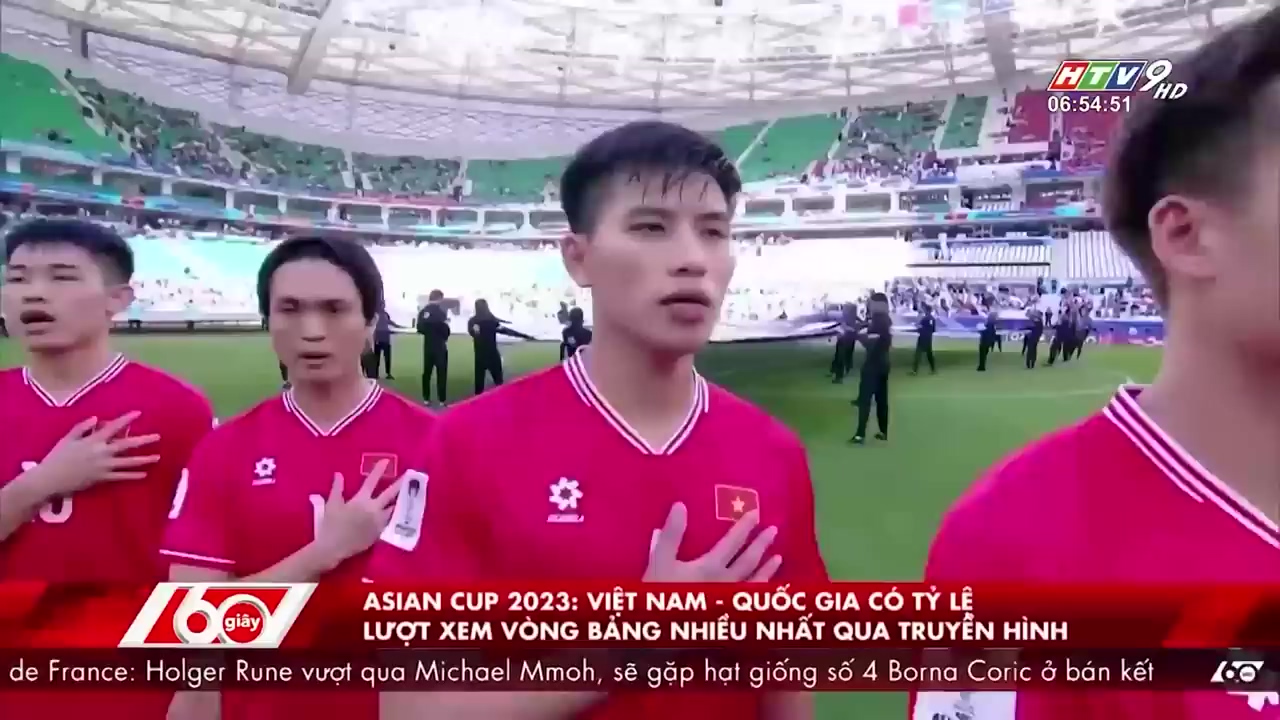 HTV9 HD
06:54:51
60 giây
ASIAN CUP 2023: VIỆT NAM - QUỐC GIA CÓ TỶ LỆ
LƯỢT XEM VÒNG BẢNG NHIỀU NHẤT QUA TRUYỀN HÌNH
de France: Holger Rune vượt qua Michael Mmoh, sẽ gặp hạt giống số 4 Borna Coric ở bán kết